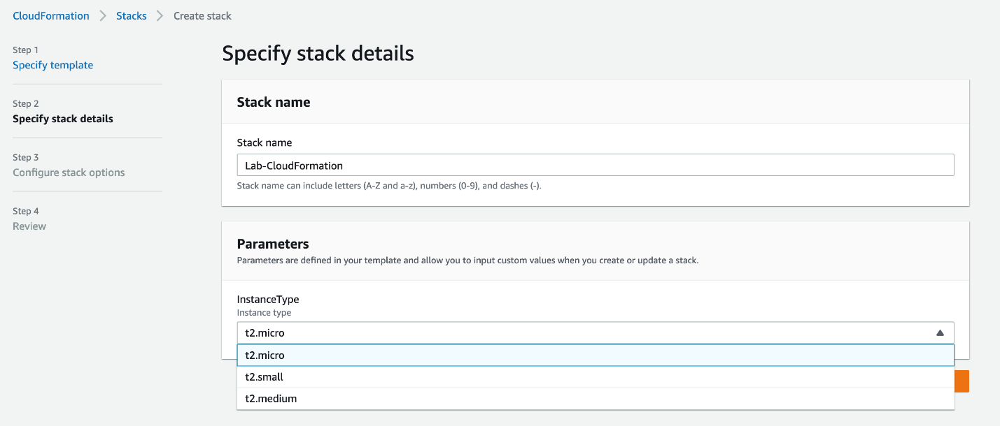 CloudFormation > Stacks > Create stack
Step 1
Specify template
Step 2
Specify stack details
Step 3
Configure stack options
Step 4
Review
Specify stack details
Stack name
Stack name
Lab-CloudFormation
Stack name can include letters (A-Z and a-z), numbers (0-9), and dashes (-).
Parameters
Parameters are defined in your template and allow you to input custom values when you create or update a stack.
InstanceType
Instance type
t2.micro
t2.micro
t2.small
t2.medium